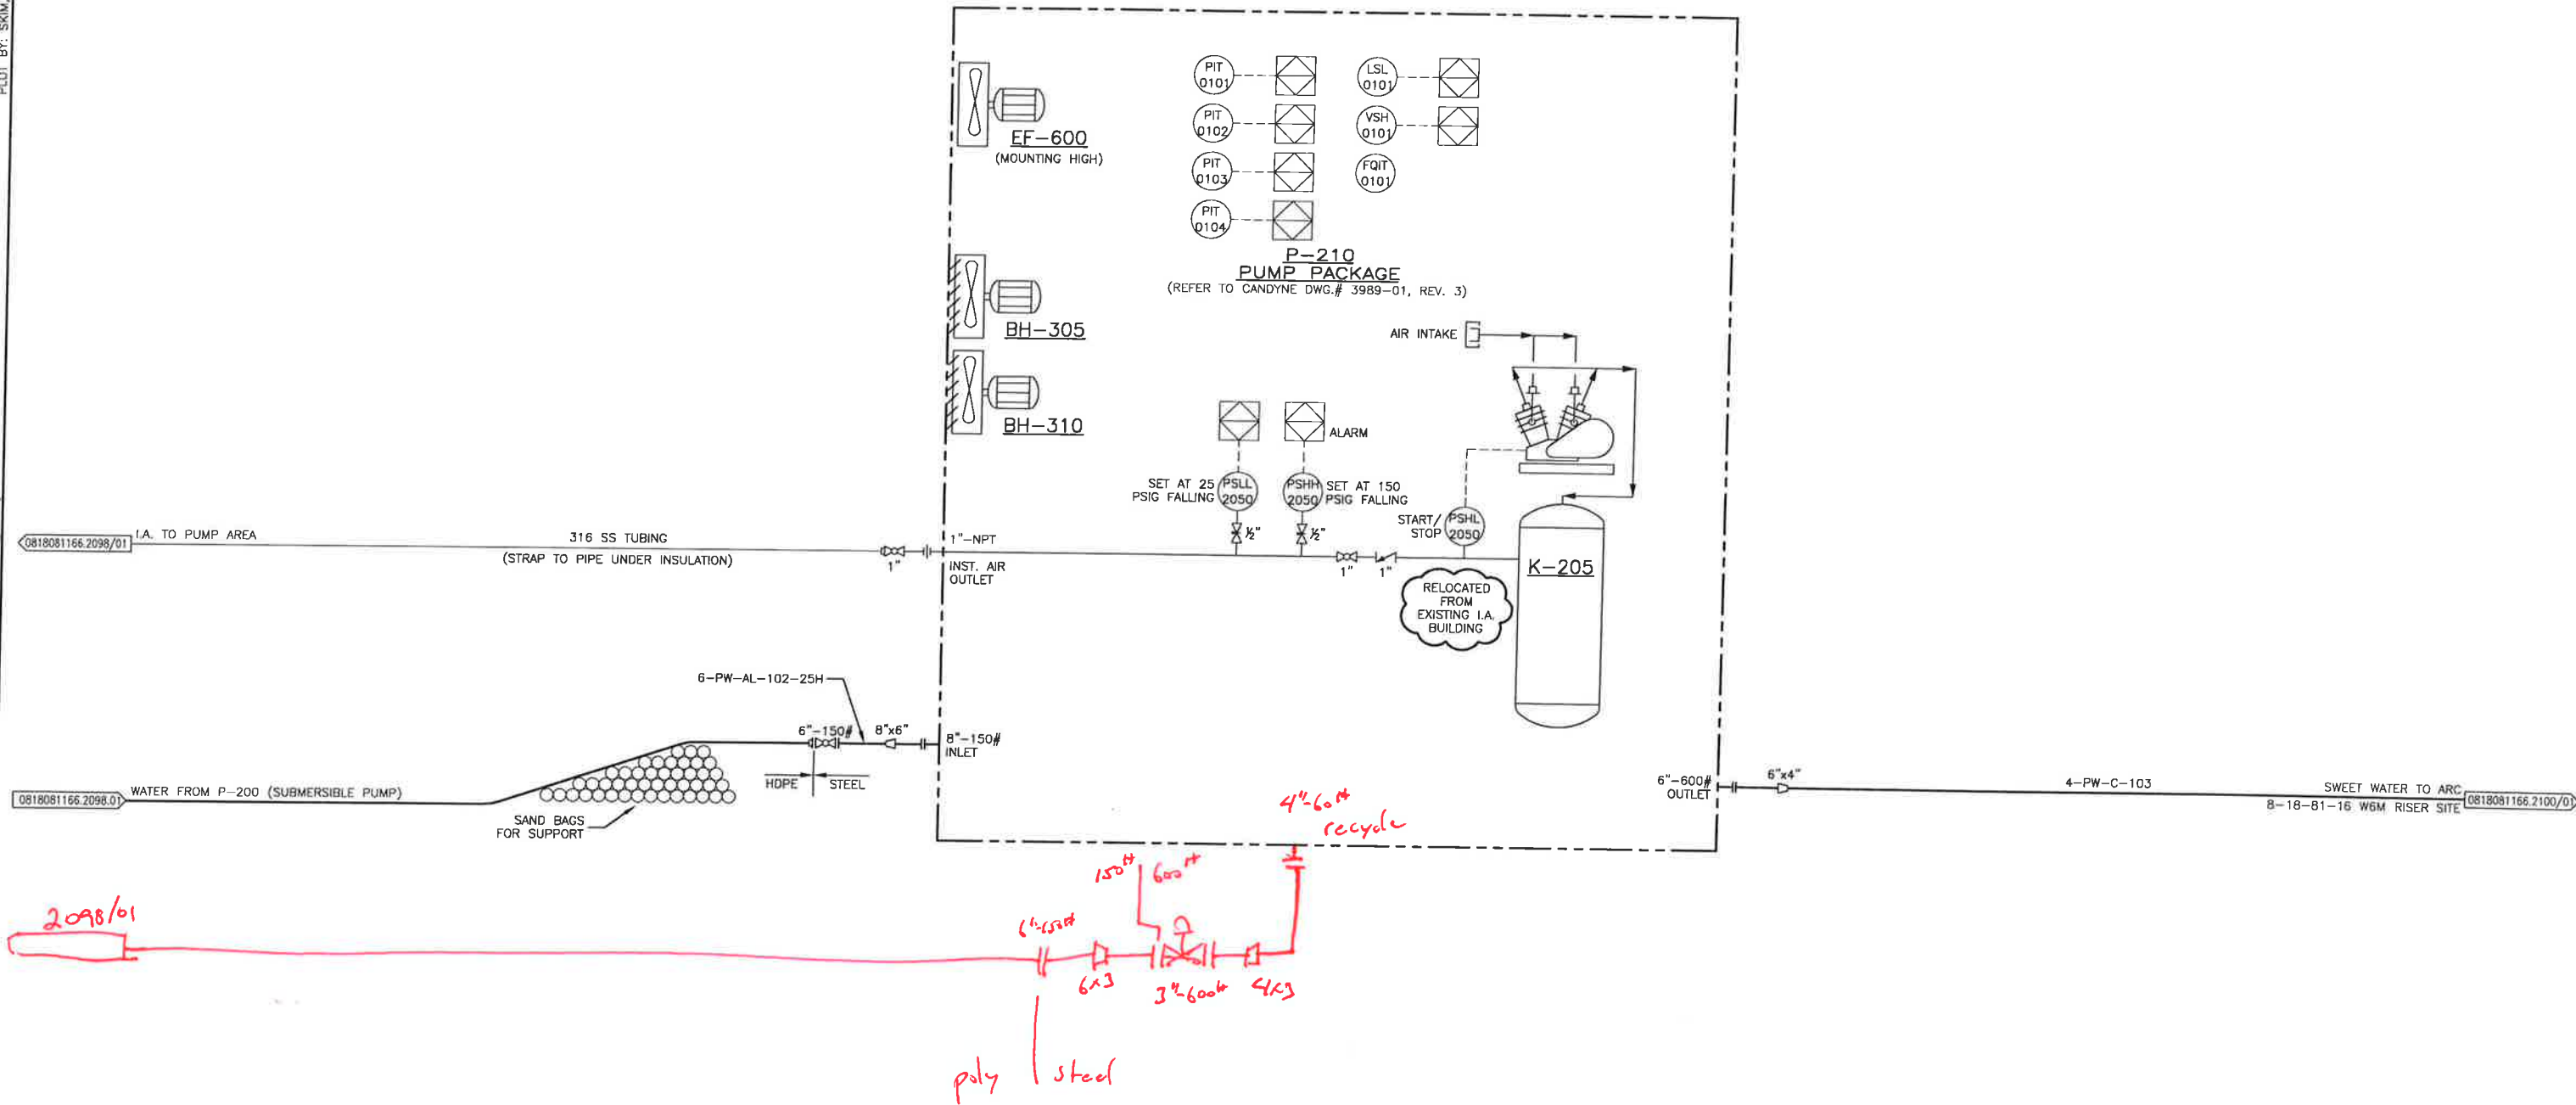 PLOT BY: SKIM,
EF-600
(MOUNTING HIGH)
BH-305
BH-310
PIT
0101
PIT
0102
PIT
0103
PIT
0104
LSL
0101
VSH
0101
FQIT
0101
P-210
PUMP PACKAGE
(REFER TO CANDYNE DWG.# 3989-01, REV. 3)
AIR INTAKE
ALARM
SET AT 25
PSIG FALLING
PSLL
2050
PSHH
2050
SET AT 150
PSIG FALLING
½"
½"
START/
STOP
PSHL
2050
0818081166.2098/01
I.A. TO PUMP AREA
316 SS TUBING
(STRAP TO PIPE UNDER INSULATION)
1"
1"-NPT
INST. AIR
OUTLET
1"
1"
RELOCATED
FROM
EXISTING I.A.
BUILDING
K-205
6-PW-AL-102-25H
6"-150#
8"x6"
8"-150#
INLET
HDPE
STEEL
0818081166.2098.01
WATER FROM P-200 (SUBMERSIBLE PUMP)
SAND BAGS
FOR SUPPORT
6"-600#
OUTLET
6"x4"
4-PW-C-103
SWEET WATER TO ARC
8-18-81-16 W6M RISER SITE
0818081166.2100/01
4"-60#
recycle
150#
600#
2098/01
6x3
3"-600#
4x3
poly
steel